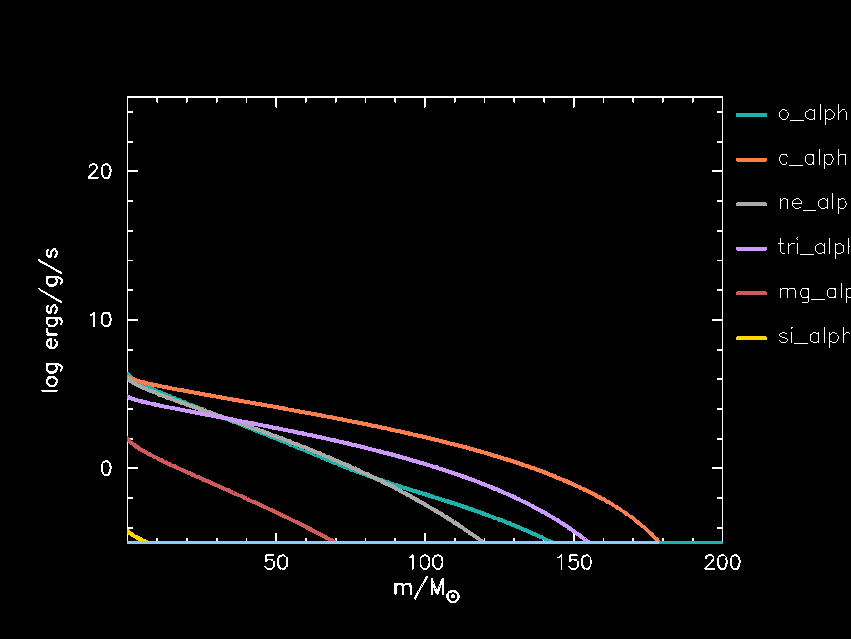 o_alph
c_alph
20
ne_alp
tri_alph
log ergs/g/s
mg_alp
10
si_alph
0
50 100 150 200
m/M⊙